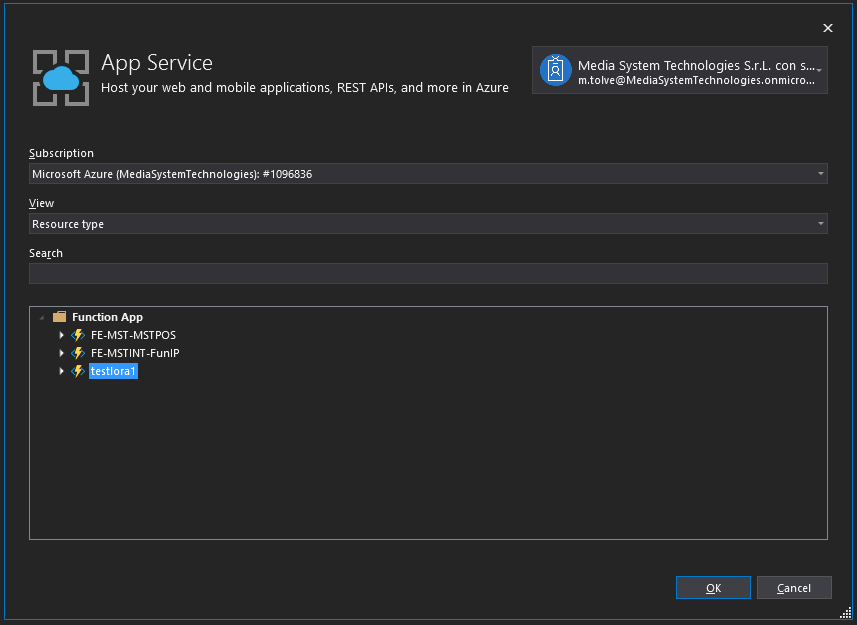 App Service
Host your web and mobile applications, REST APIs, and more in Azure
Media System Technologies S.r.L. con s...
m.tolve@MediaSystemTechnologies.onmicro...
Subscription
Microsoft Azure (MediaSystemTechnologies): #1096836
View
Resource type
Search
Function App
FE-MST-MSTPOS
FE-MSTINT-FunIP
testlora1
OK
Cancel